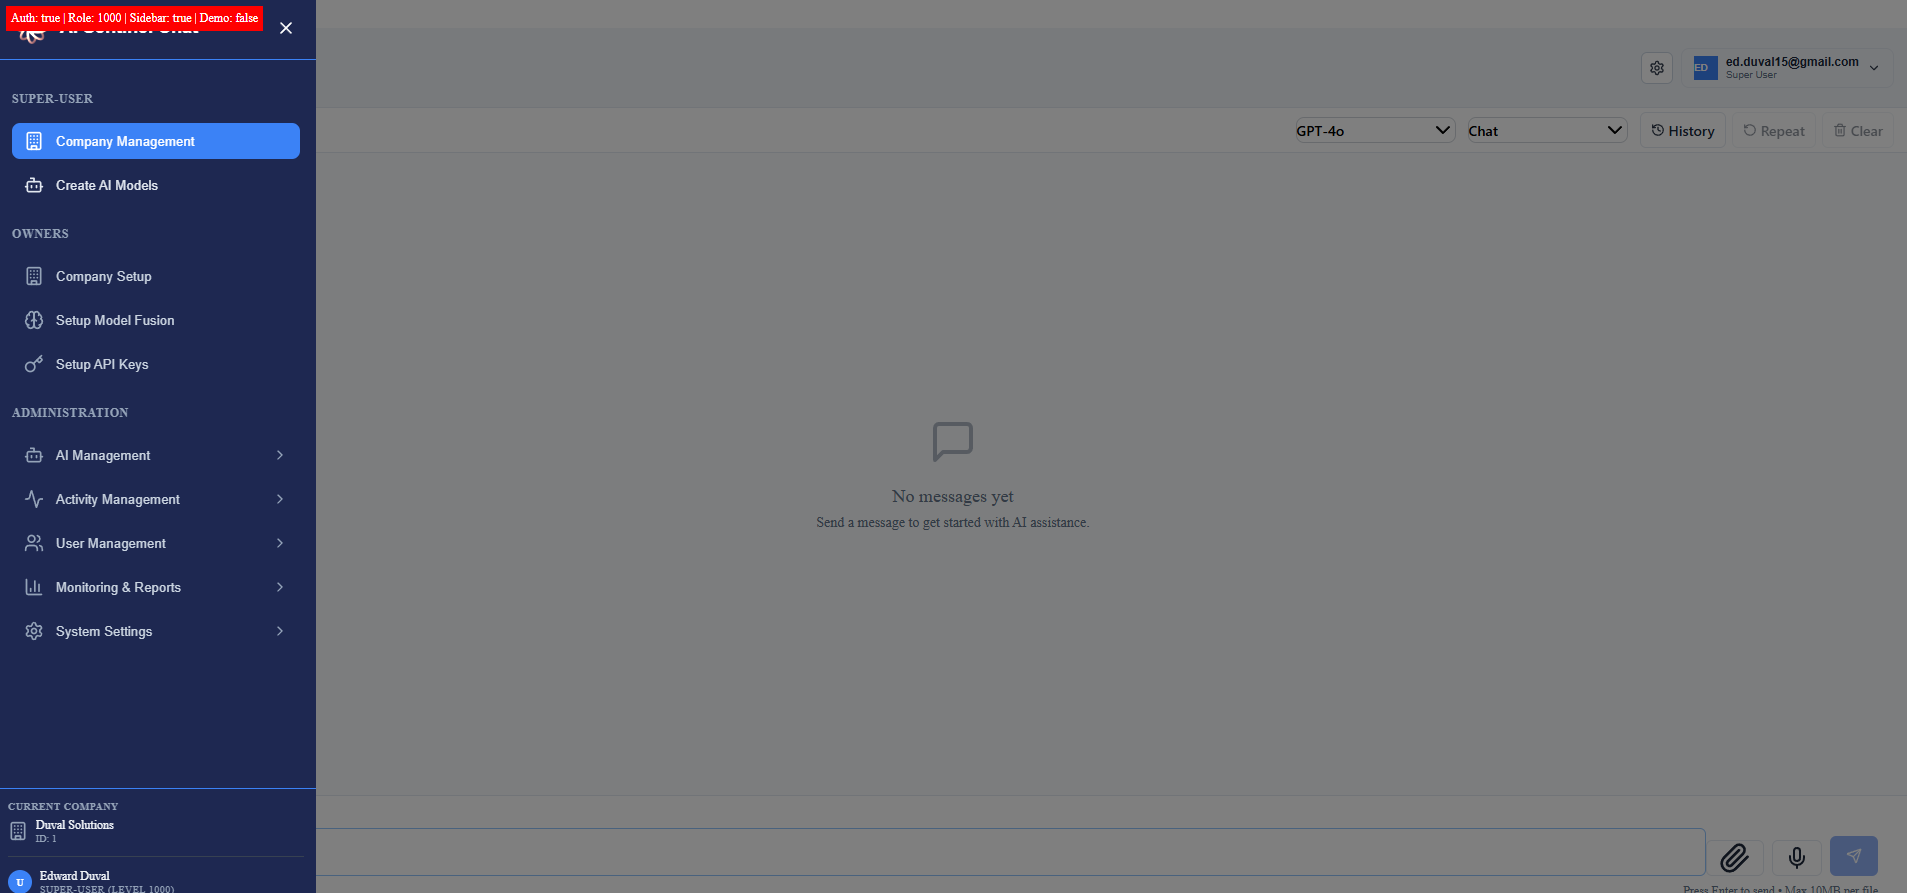 Auth: true | Role: 1000 | Sidebar: true | Demo: false
AI Sentinel Chat
SUPER-USER
Company Management
Create AI Models
OWNERS
Company Setup
Setup Model Fusion
Setup API Keys
ADMINISTRATION
AI Management
Activity Management
User Management
Monitoring & Reports
System Settings
CURRENT COMPANY
Duval Solutions
ID: 1
U
Edward Duval
SUPER-USER (LEVEL 1000)
ED
ed.duval15@gmail.com
Super User
GPT-4o
Chat
History
Repeat
Clear
No messages yet
Send a message to get started with AI assistance.
Press Enter to send • Max 10MB per file